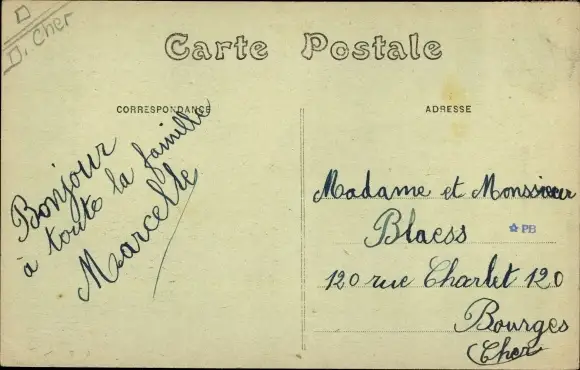 D. Cher
Carte Postale
CORRESPONDANCE
ADRESSE
Bonjour
à toute la famille
Marcelle
Madame et Monssieur
Blaess
PB
120 rue Charlet 120
Bourges
Cher